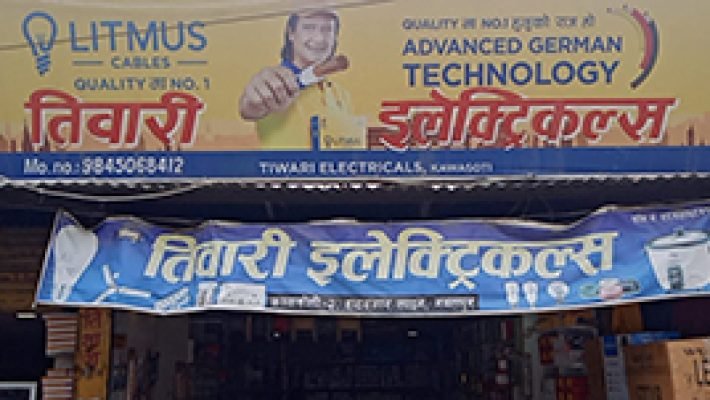 LITMUS
CABLES
QUALITY मा NO. 1
QUALITY मा NO.1 हुनुको राज हो
ADVANCED GERMAN
TECHNOLOGY
तिवारी इलेक्ट्रिकल्स
Mo. no.: 9845068412
TIWARI ELECTRICALS, KAWASOTI
तिवारी इलेक्ट्रिकल्स